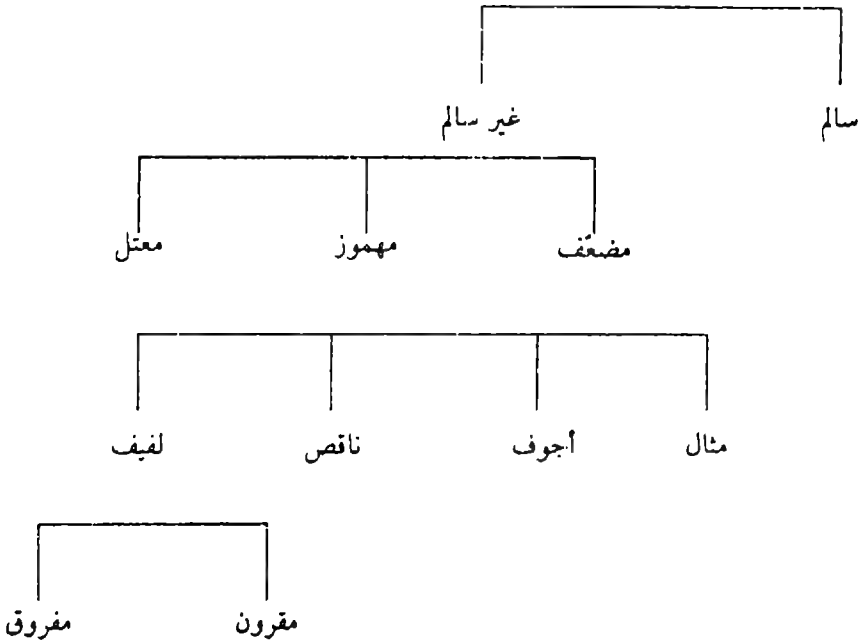 سالم غير سالم
مضعّف مهموز معتل
مثال أجوف ناقص لفيف
مقرون مفروق